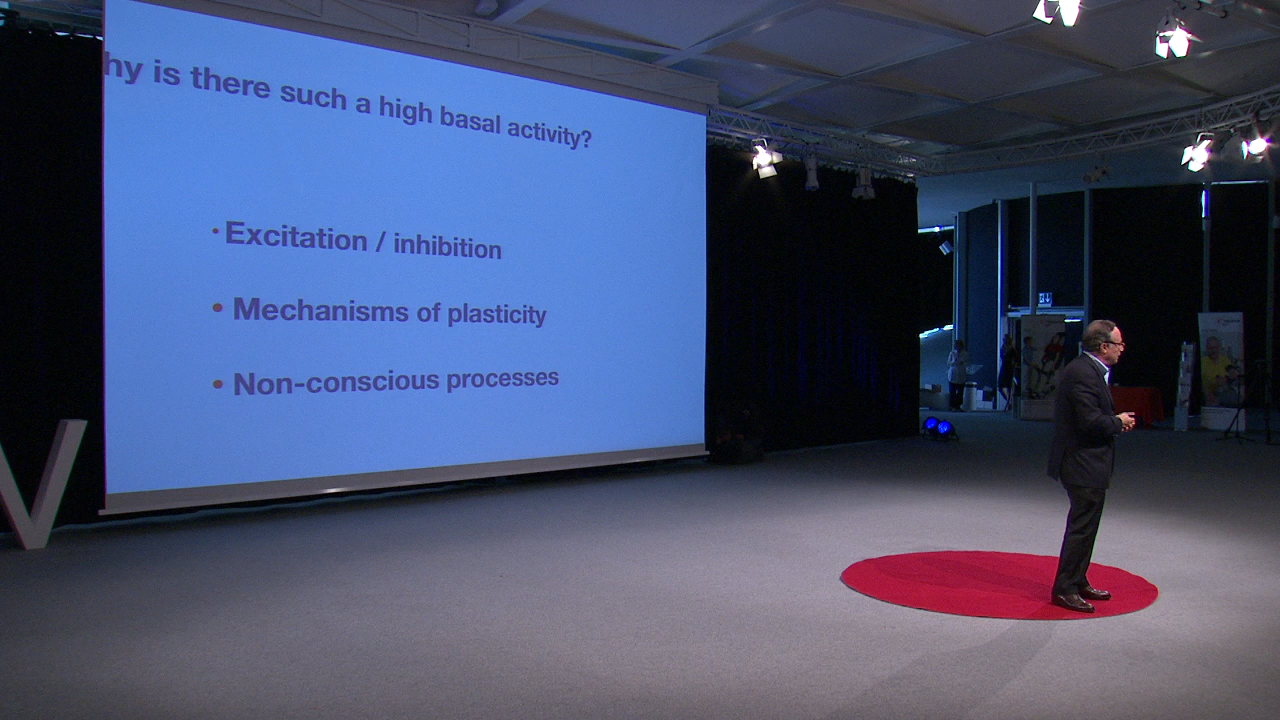 hy is there such a high basal activity?
• Excitation / inhibition
• Mechanisms of plasticity
• Non-conscious processes
V